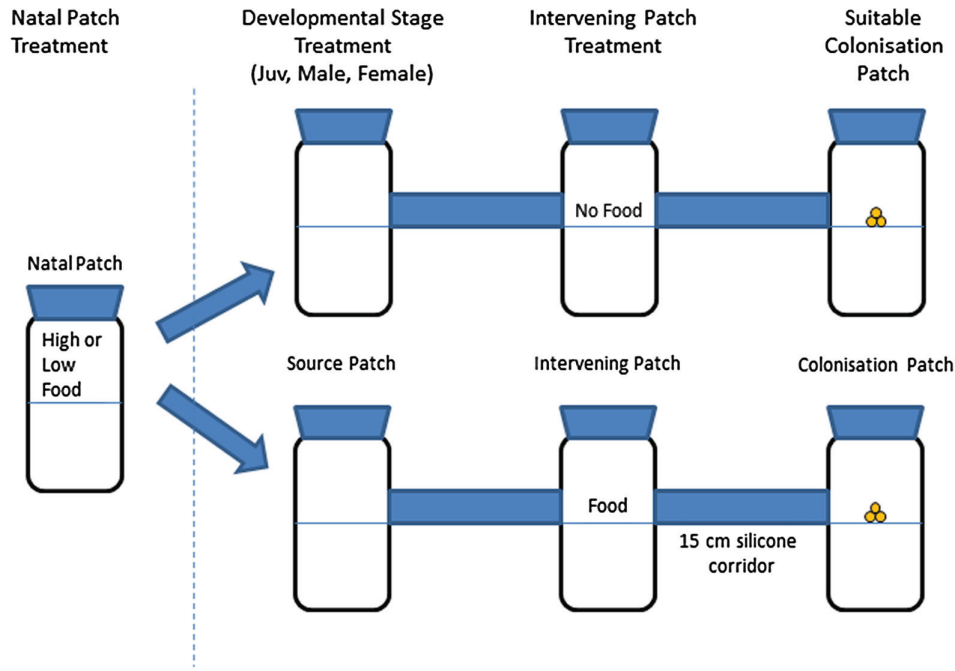 Natal Patch
Treatment
Developmental Stage
Treatment
(Juv, Male, Female)
Intervening Patch
Treatment
Suitable
Colonisation
Patch
No Food
Natal Patch
High or
Low
Food
Source Patch
Intervening Patch
Colonisation Patch
Food
15 cm silicone
corridor